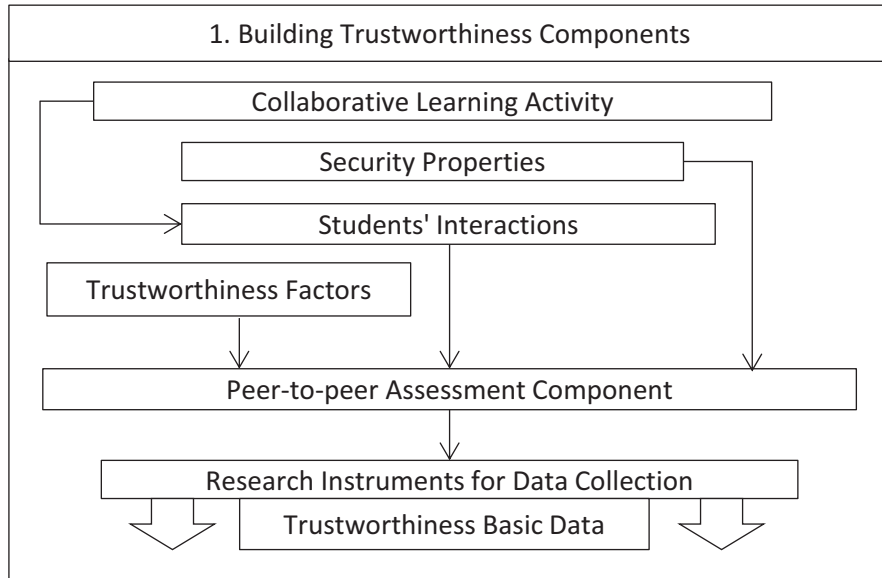 1. Building Trustworthiness Components
Collaborative Learning Activity
Security Properties
Students' Interactions
Trustworthiness Factors
Peer-to-peer Assessment Component
Research Instruments for Data Collection
Trustworthiness Basic Data